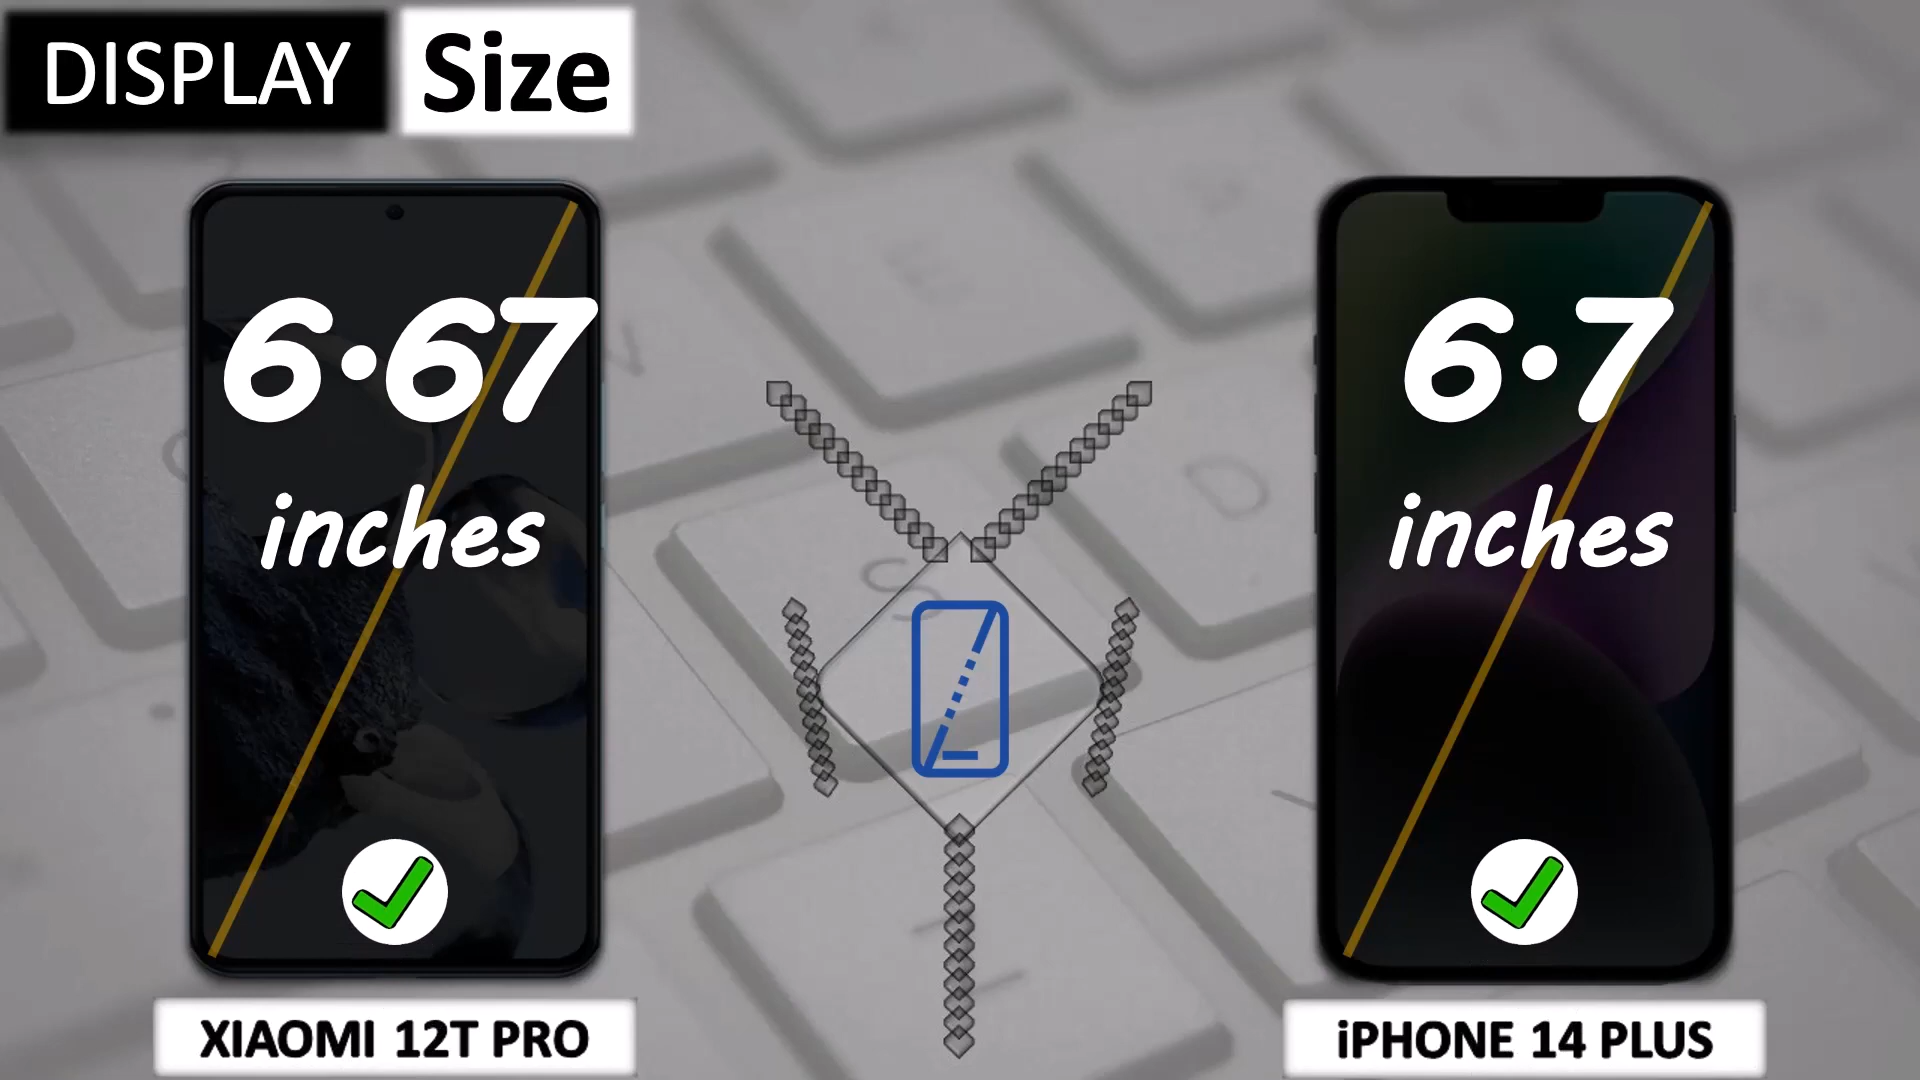 DISPLAY Size
6.67
inches
6.7
inches
S
D
XIAOMI 12T PRO
iPHONE 14 PLUS